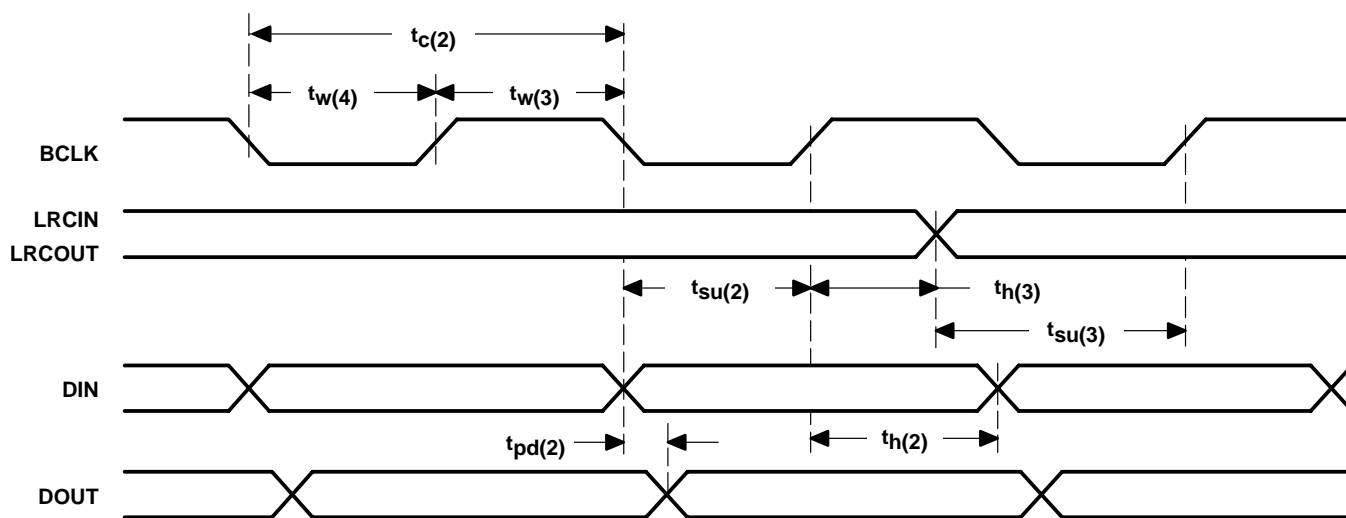 tc(2)
tw(4)
tw(3)
BCLK
LRCIN
LRCOUT
tsu(2)
th(3)
tsu(3)
DIN
tpd(2)
th(2)
DOUT